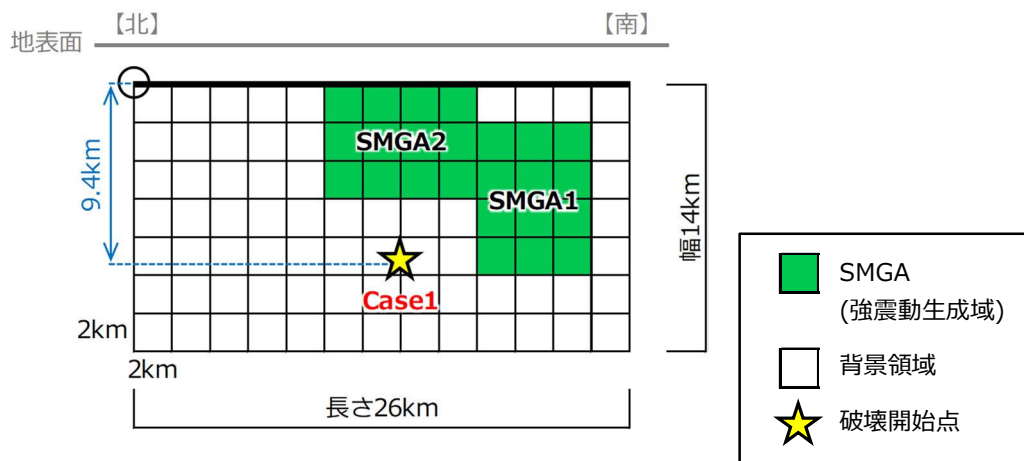 【北】
【南】
地表面
SMGA2
9.4km
SMGA1
幅14km
Case1
2km
2km
長さ26km
SMGA
(強震動生成域)
背景領域
破壊開始点